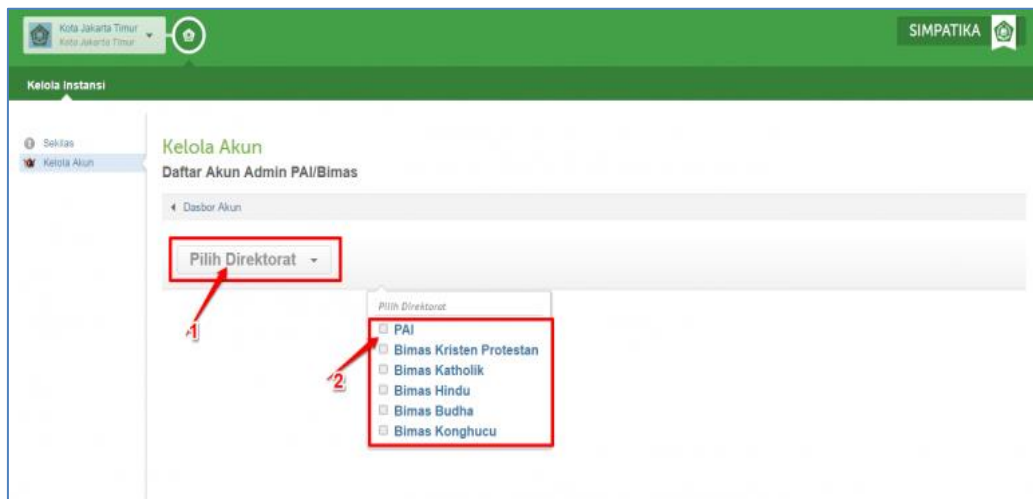 Kota Jakarta Timur
Kota Jakarta Timur
SIMPATIKA
Kelola Instansi
Sekilas
Kelola Akun
Kelola Akun
Daftar Akun Admin PAI/Bimas
Dasbor Akun
Pilih Direktorat
1
Pilih Direktorat
PAI
Bimas Kristen Protestan
Bimas Katholik
Bimas Hindu
Bimas Budha
Bimas Konghucu
2